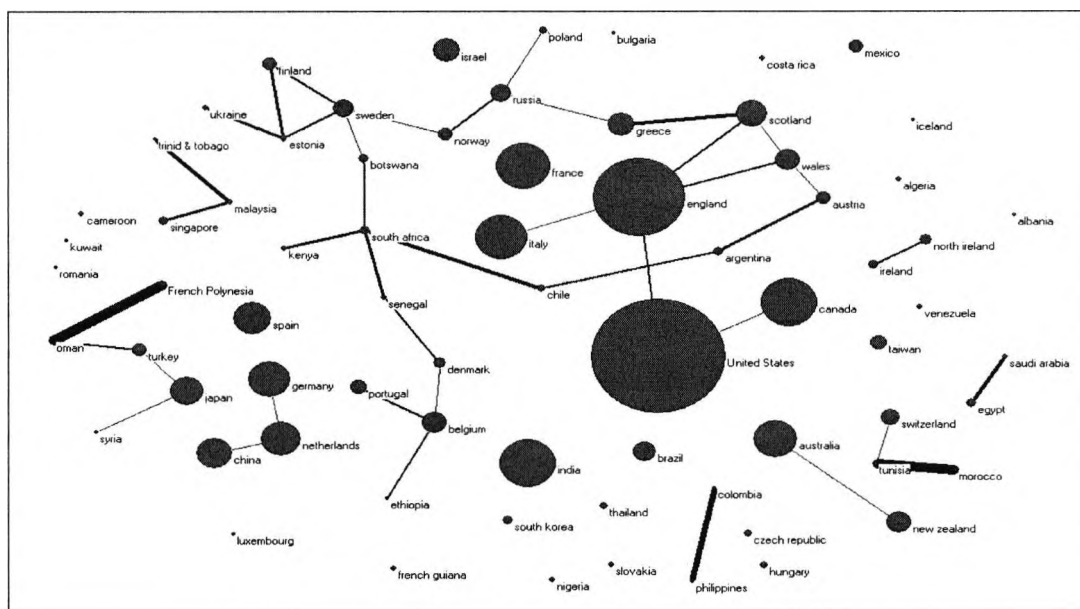 poland
bulgaria
israel
mexico
costa rica
finland
russia
ukraine
sweden
greece
scotland
iceland
trinid & tobago
estonia
norway
botswana
france
wales
algeria
malaysia
england
austria
cameroon
singapore
albania
south africa
italy
north ireland
kuwait
kenya
argentina
ireland
romania
French Polynesia
senegal
chile
canada
venezuela
spain
oman
turkey
taiwan
United States
saudi arabia
denmark
germany
portugal
japan
egypt
switzerland
syria
belgium
netherlands
australia
china
india
brazil
tunisia
morocco
ethiopia
colombia
thailand
south korea
new zealand
luxembourg
czech republic
french guiana
slovakia
hungary
nigeria
philippines